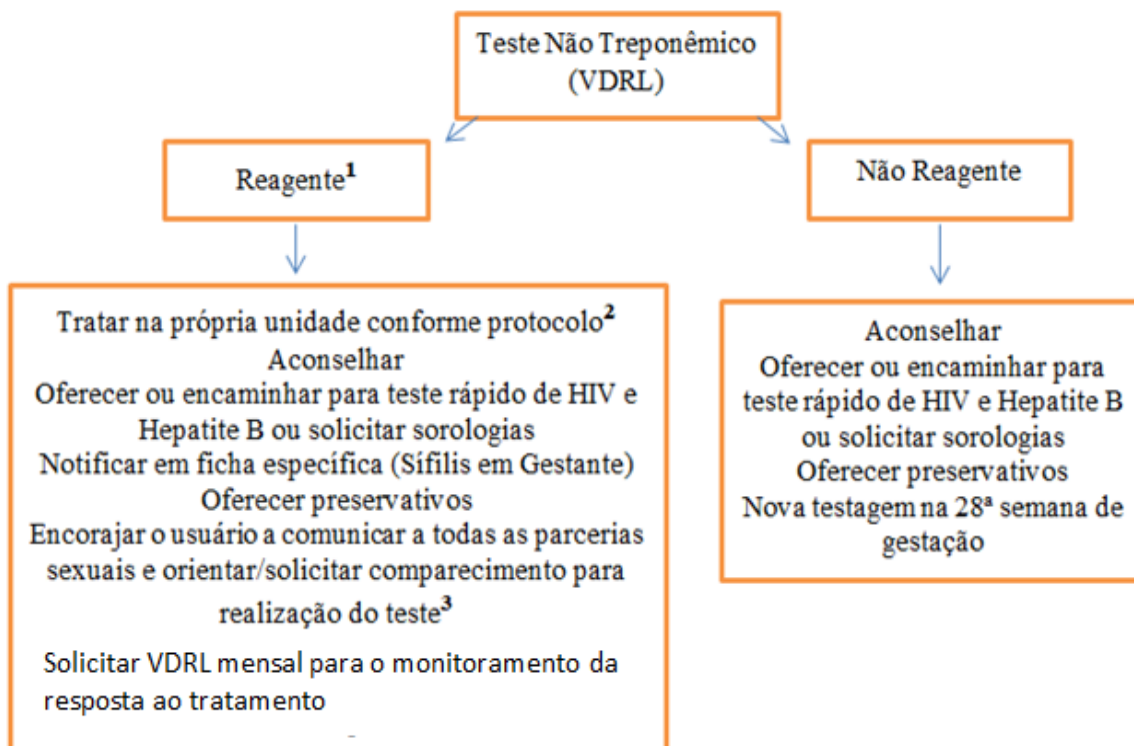 Teste Não Treponêmico
(VDRL)
Reagente¹
Não Reagente
Tratar na própria unidade conforme protocolo²
Aconselhar
Oferecer ou encaminhar para teste rápido de HIV e
Hepatite B ou solicitar sorologias
Notificar em ficha específica (Sífilis em Gestante)
Oferecer preservativos
Encorajar o usuário a comunicar a todas as parcerias
sexuais e orientar/solicitar comparecimento para
realização do teste³
Solicitar VDRL mensal para o monitoramento da
resposta ao tratamento
Aconselhar
Oferecer ou encaminhar para
teste rápido de HIV e Hepatite B
ou solicitar sorologias
Oferecer preservativos
Nova testagem na 28ª semana de
gestação